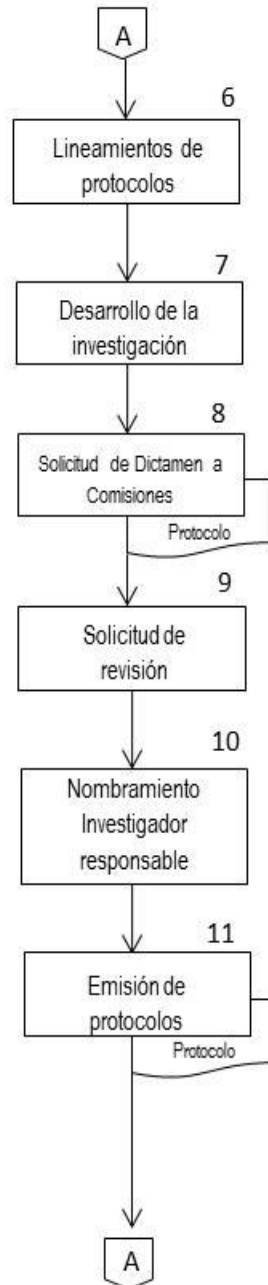 A
6
Lineamientos de
protocolos
7
Desarrollo de la
investigación
8
Solicitud de Dictamen a
Comisiones
Protocolo
9
Solicitud de
revisión
10
Nombramiento
Investigador
responsable
11
Emisión de
protocolos
Protocolo
A